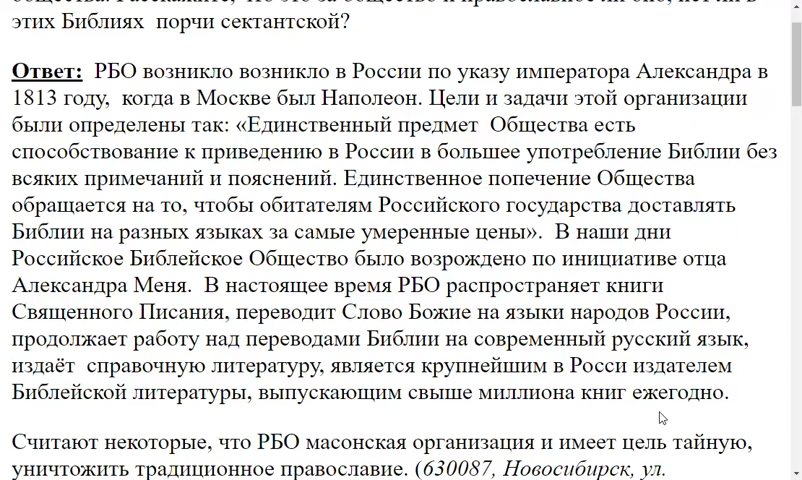 этих Библиях порчи сектантской?
Ответ: РБО возникло возникло в России по указу императора Александра в
1813 году, когда в Москве был Наполеон. Цели и задачи этой организации
были определены так: «Единственный предмет Общества есть
способствование к приведению в России в большее употребление Библии без
всяких примечаний и пояснений. Единственное попечение Общества
обращается на то, чтобы обитателям Российского государства доставлять
Библии на разных языках за самые умеренные цены». В наши дни
Российское Библейское Общество было возрождено по инициативе отца
Александра Меня. В настоящее время РБО распространяет книги
Священного Писания, переводит Слово Божие на языки народов России,
продолжает работу над переводами Библии на современный русский язык,
издаёт справочную литературу, является крупнейшим в Росси издателем
Библейской литературы, выпускающим свыше миллиона книг ежегодно.
Считают некоторые, что РБО масонская организация и имеет цель тайную,
уничтожить традиционное православие. (630087, Новосибирск, ул.